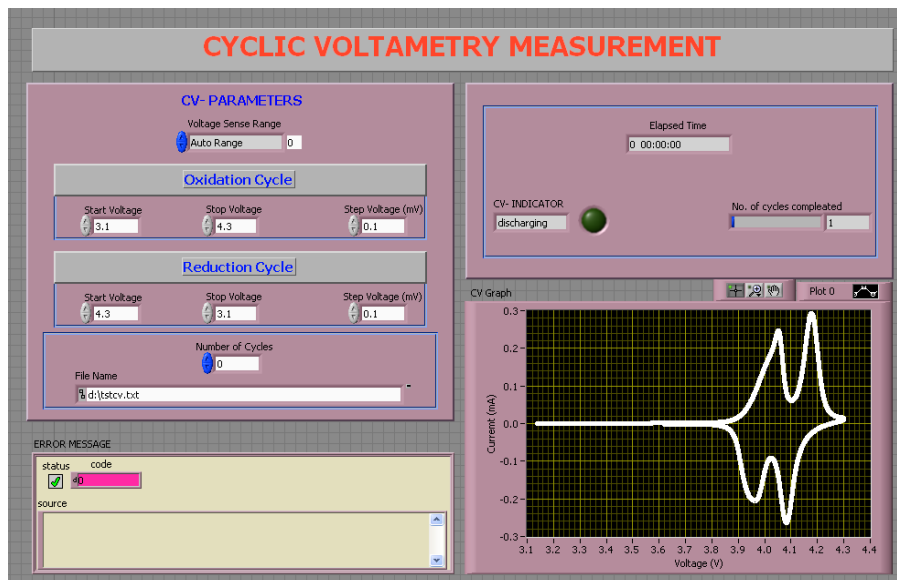 CYCLIC VOLTAMETRY MEASUREMENT
CV- PARAMETERS
Voltage Sense Range
Auto Range 0
Oxidation Cycle
Start Voltage Stop Voltage Step Voltage (mV)
3.1 4.3 0.1
Reduction Cycle
Start Voltage Stop Voltage Step Voltage (mV)
4.3 3.1 0.1
Number of Cycles
0
File Name
d:\tstcv.txt
ERROR MESSAGE
status code
d0
source
Elapsed Time
0 00:00:00
CV- INDICATOR
discharging
No. of cycles compleated
1
CV Graph
Plot 0
0.3
0.2
0.1
0.0
-0.1
-0.2
-0.3
Current (mA)
3.1 3.2 3.3 3.4 3.5 3.6 3.7 3.8 3.9 4.0 4.1 4.2 4.3 4.4
Voltage (V)